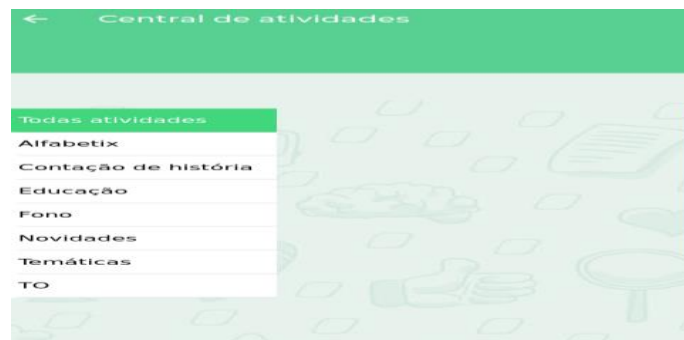 Central de atividades
Todas atividades
Alfabetix
Contação de história
Educação
Fono
Novidades
Temáticas
TO